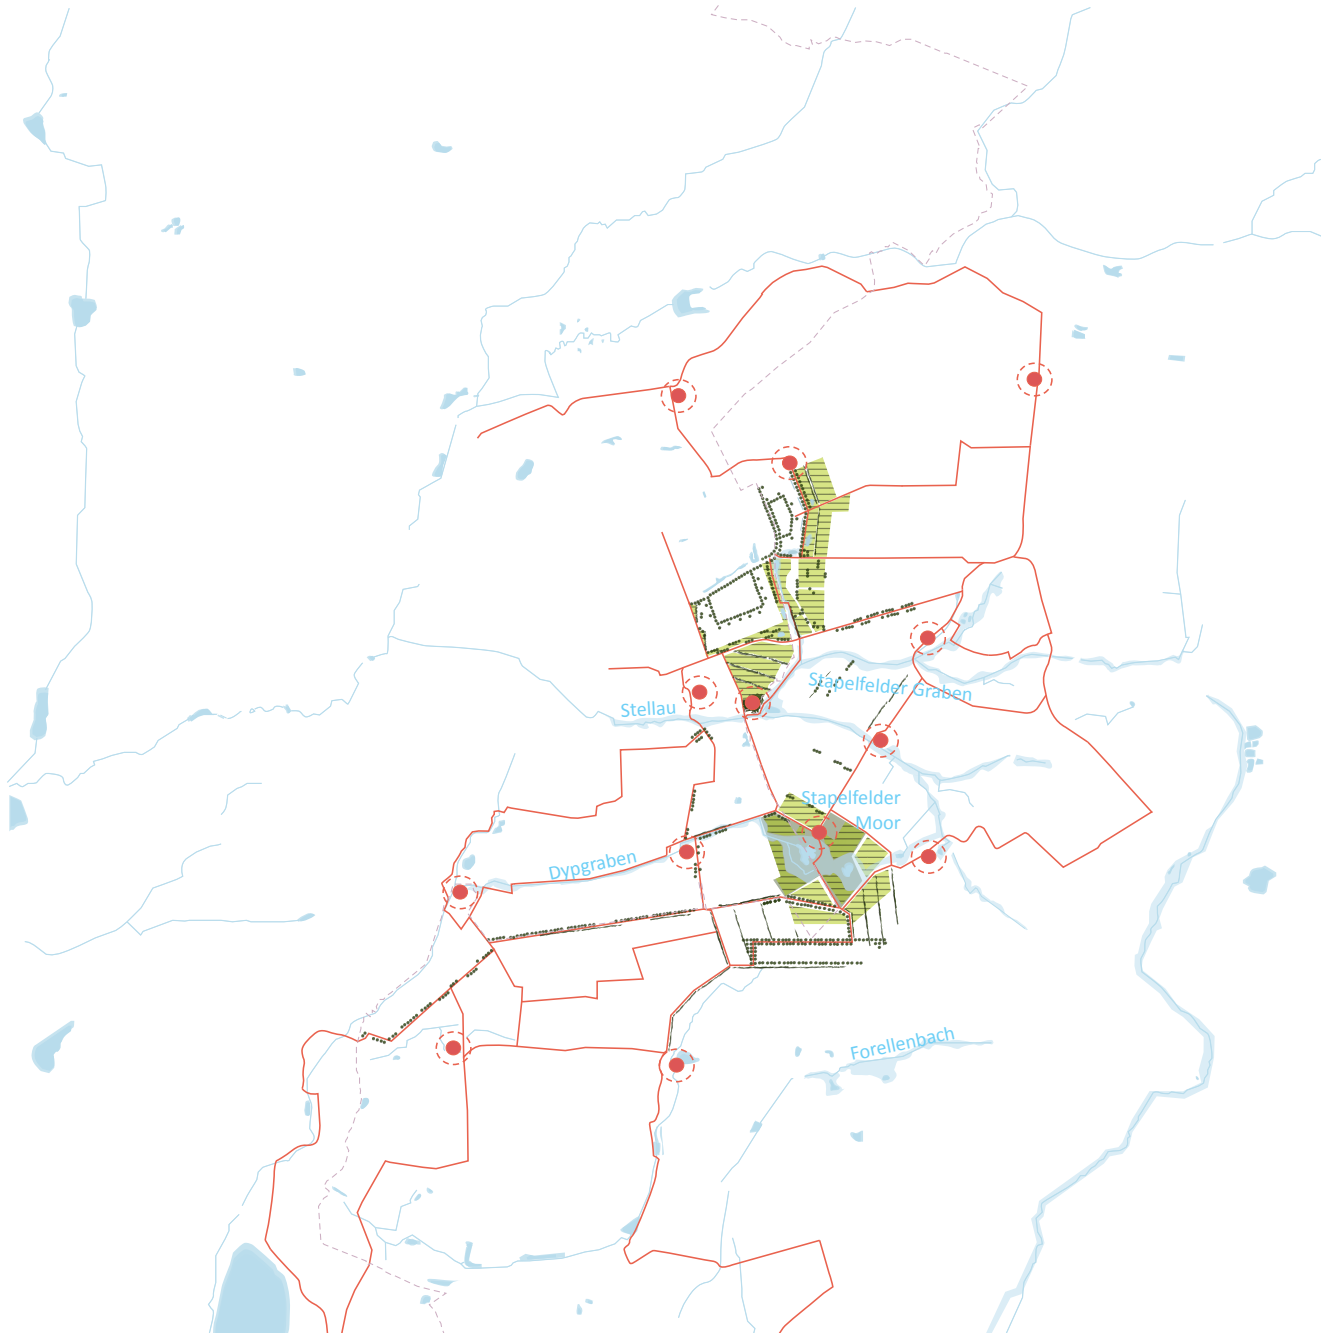 Stapelfelder Graben
Stellau
Stapelfelder
Moor
Dypgraben
Forellenbach